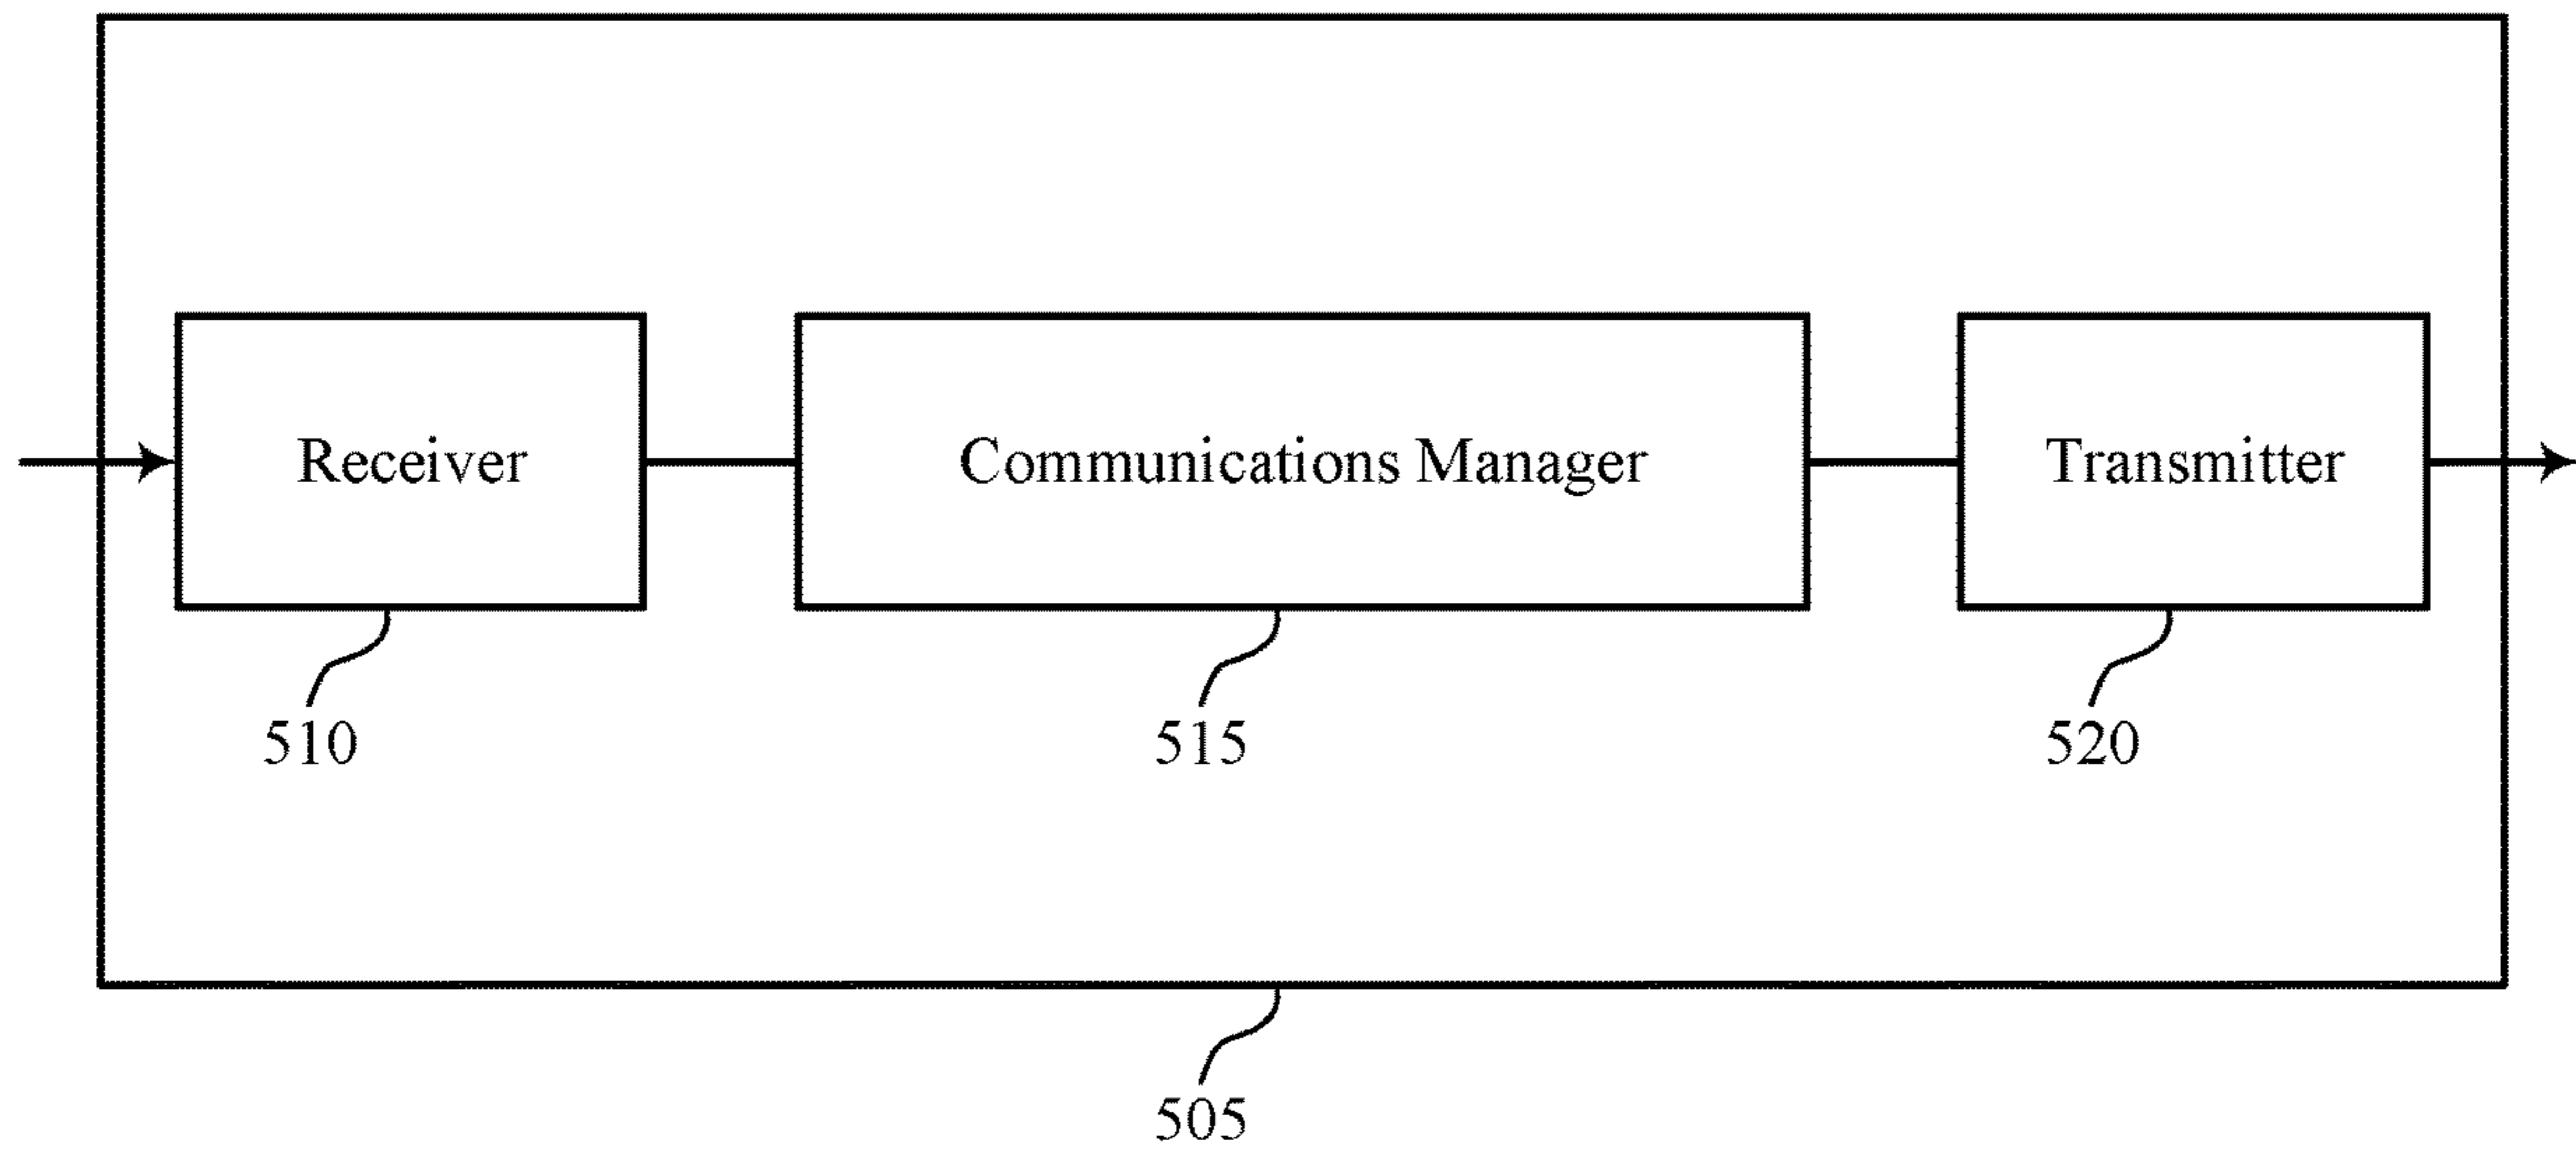 Receiver
Communications Manager
Transmitter
510
515
520
505